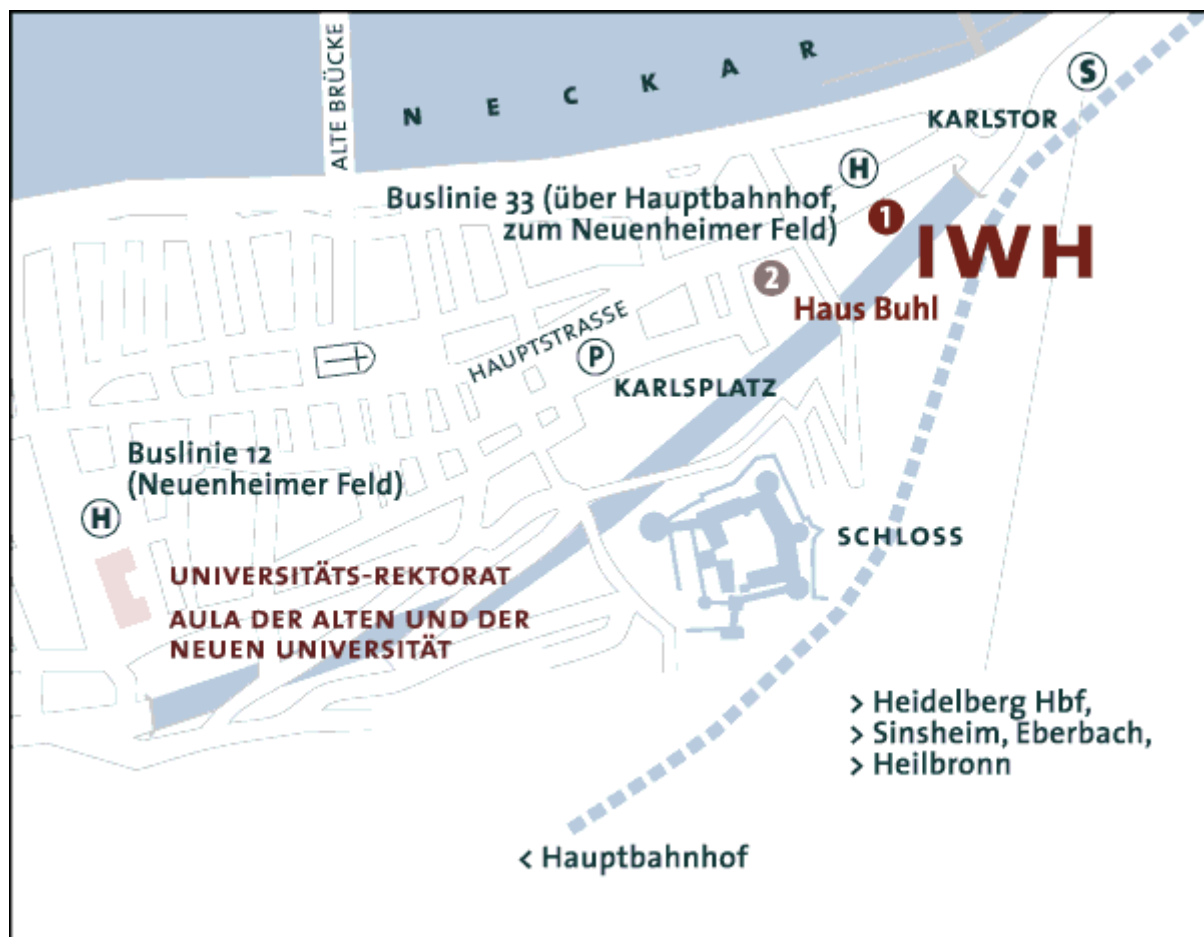 ALTE BRÜCKE
NECKAR
S
KARLSTOR
H
Buslinie 33 (über Hauptbahnhof,
zum Neuenheimer Feld)
1
IWH
2
Haus Buhl
HAUPTSTRASSE
P
KARLSPLATZ
Buslinie 12
(Neuenheimer Feld)
H
SCHLOSS
UNIVERSITÄTS-REKTORAT
AULA DER ALTEN UND DER
NEUEN UNIVERSITÄT
> Heidelberg Hbf,
> Sinsheim, Eberbach,
> Heilbronn
< Hauptbahnhof